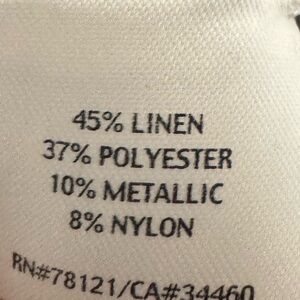 45% LINEN
37% POLYESTER
10% METALLIC
8% NYLON
RN#78121/CA#34460